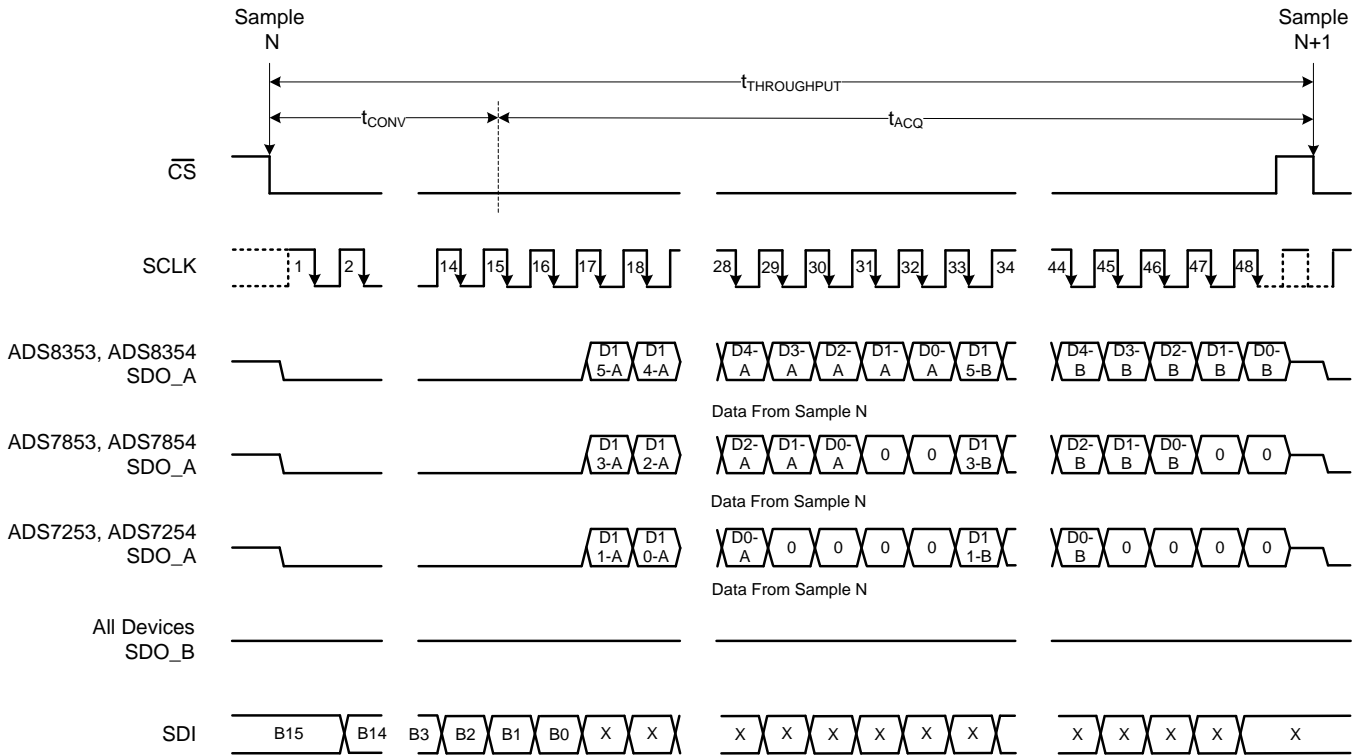 Sample
N
Sample
N+1
tTHROUGHPUT
tCONV
tACQ
CS
SCLK
1 2 14 15 16 17 18 28 29 30 31 32 33 34 44 45 46 47 48
ADS8353, ADS8354
SDO_A
D1 D1 D4- D3- D2- D1- D0- D1 D4- D3- D2- D1- D0-
5-A 4-A A A A A A 5-B B B B B B
Data From Sample N
ADS7853, ADS7854
SDO_A
D1 D1 D2- D1- D0- 0 0 D1 D2- D1- D0- 0 0
3-A 2-A A A A 3-B B B B
Data From Sample N
ADS7253, ADS7254
SDO_A
D1 D1 D0- 0 0 0 0 D1 D0- 0 0 0 0
1-A 0-A A 1-B B
Data From Sample N
All Devices
SDO_B
SDI
B15 B14 B3 B2 B1 B0 X X X X X X X X X X X X X